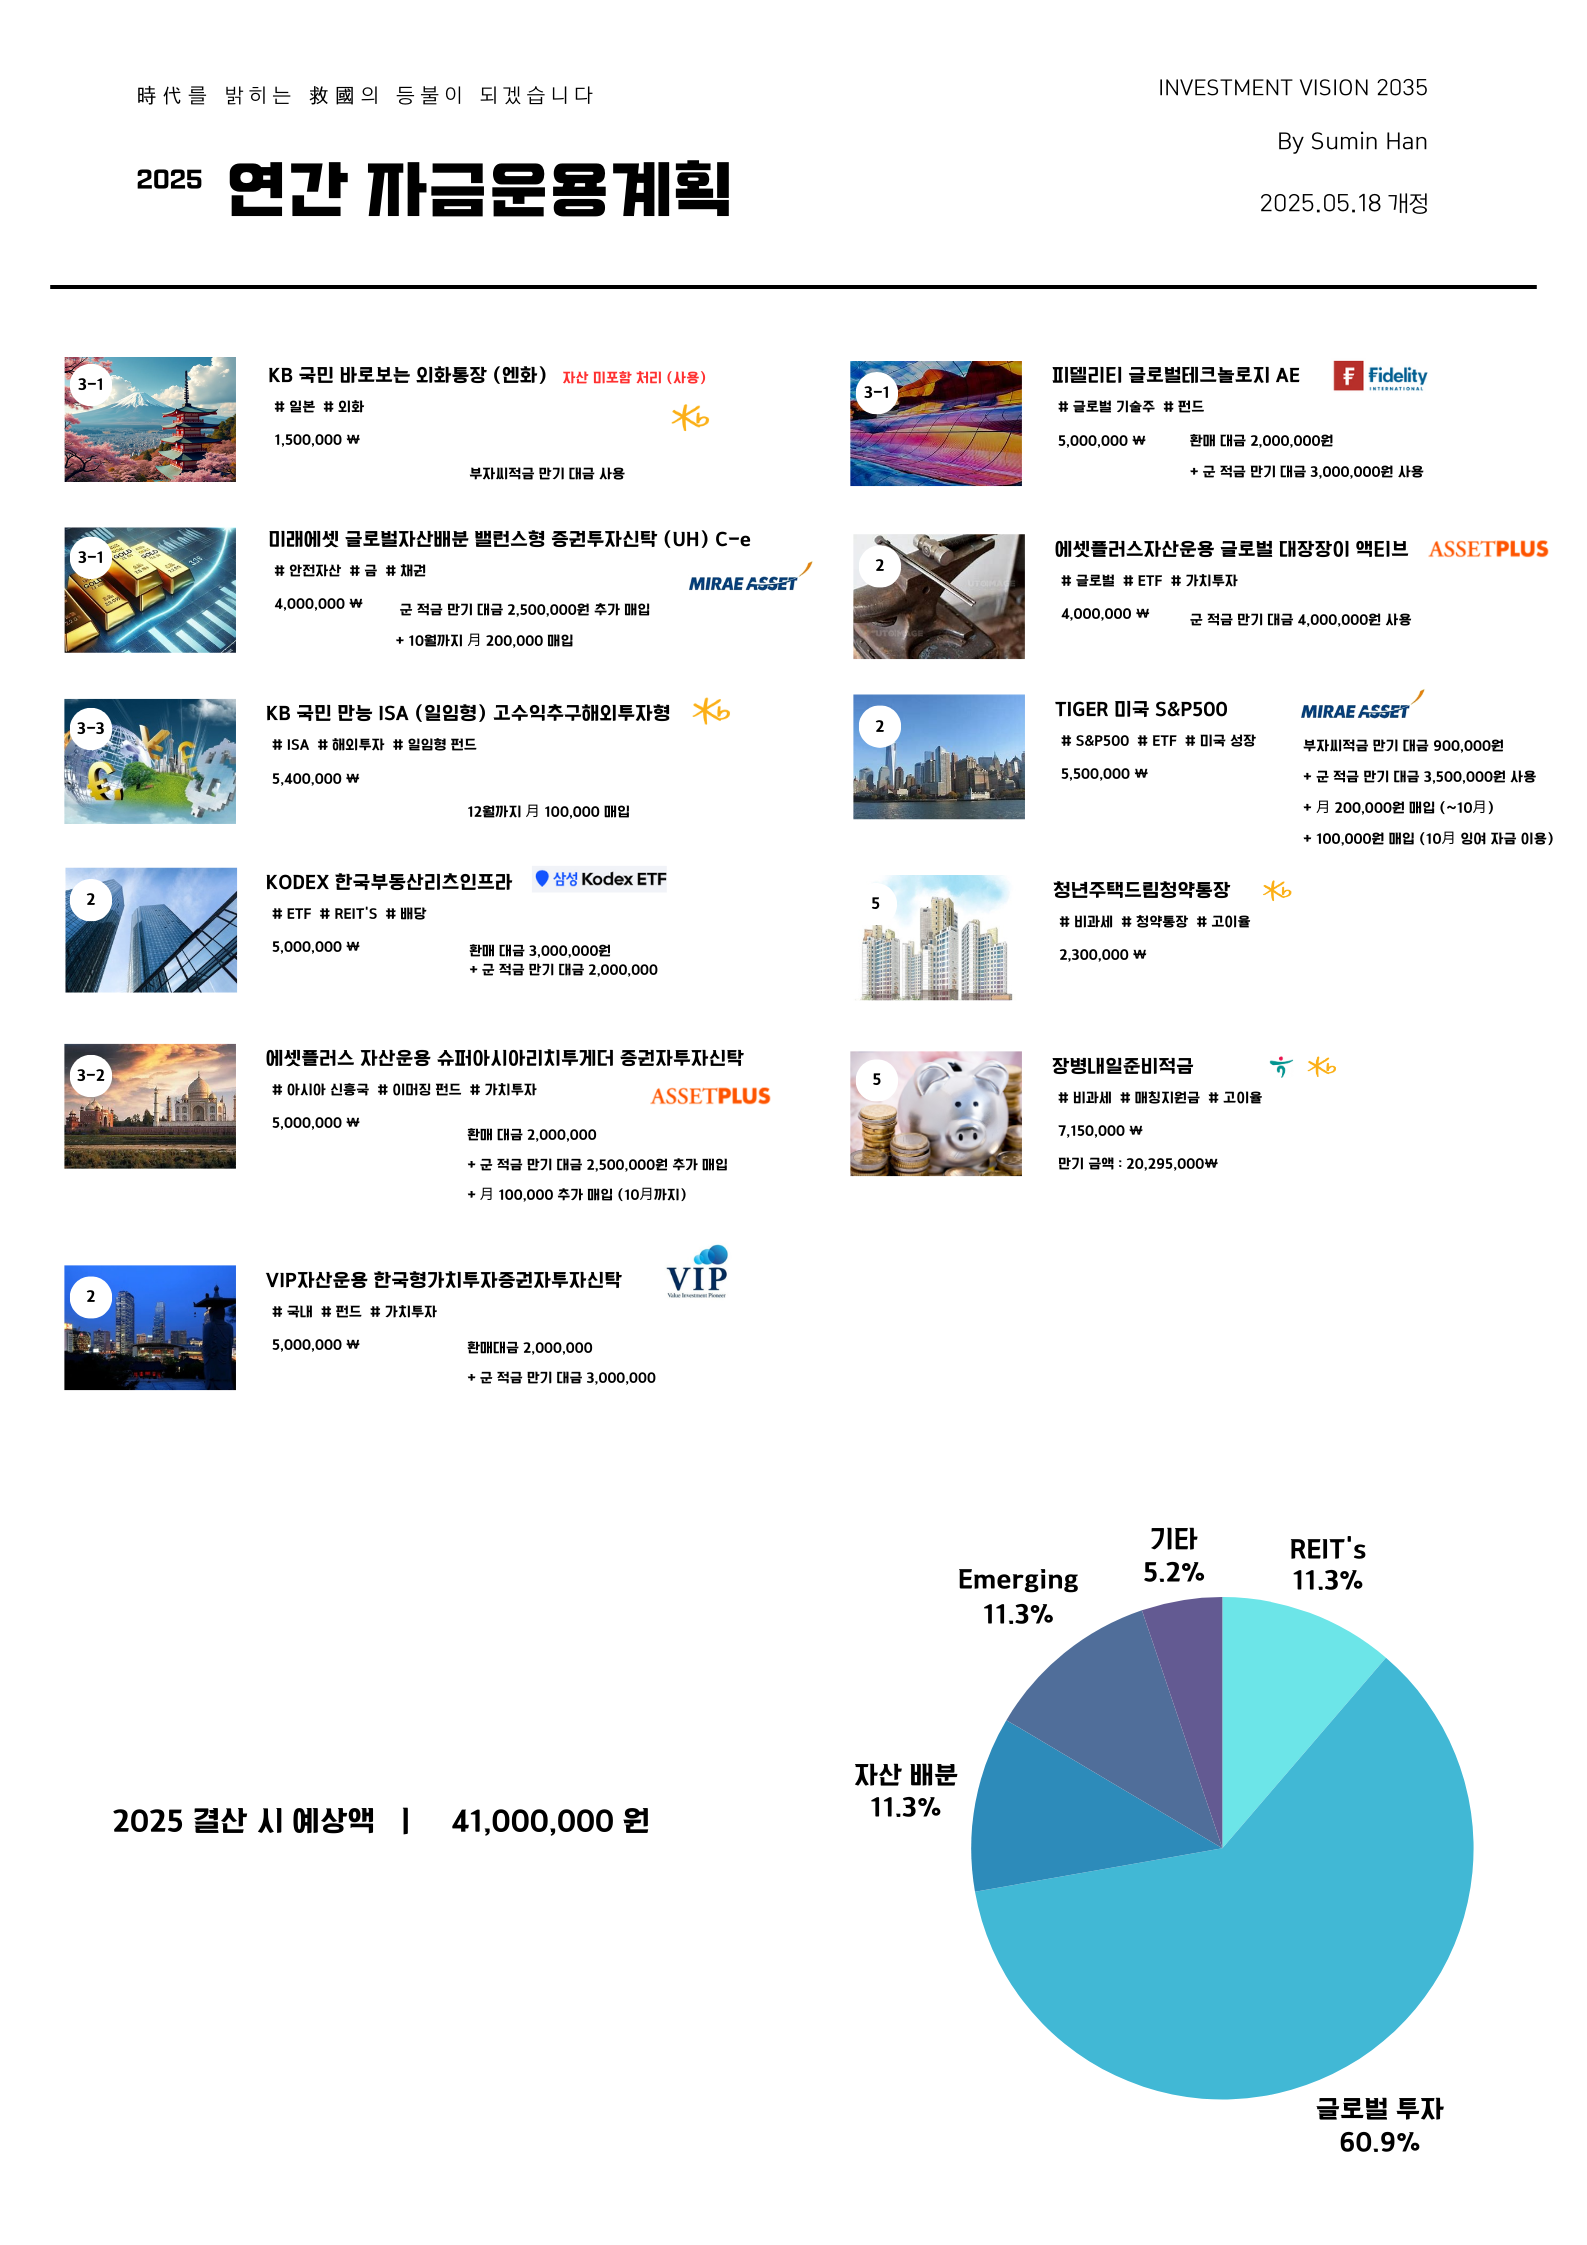 時代를 밝히는 救國의 등불이 되겠습니다
2025 연간 자금운용계획
INVESTMENT VISION 2035
By Sumin Han
2025.05.18 개정
3-1
KB 국민 바로보는 외화통장 (엔화) 자산 미포함 처리 (사용)
# 일본 # 외화
Kb
1,500,000 ₩
부자씨적금 만기 대금 사용
3-1
미래에셋 글로벌자산배분 밸런스형 증권투자신탁 (UH) C-e
# 안전자산 # 금 # 채권
MIRAE ASSET
4,000,000 ₩
군 적금 만기 대금 2,500,000원 추가 매입
+ 10월까지 月 200,000 매입
3-3
KB 국민 만능 ISA (일임형) 고수익추구해외투자형
Kb
# ISA # 해외투자 # 일임형 펀드
5,400,000 ₩
12월까지 月 100,000 매입
2
KODEX 한국부동산리츠인프라
삼성 Kodex ETF
# ETF # REIT'S # 배당
5,000,000 ₩
환매 대금 3,000,000원
+ 군 적금 만기 대금 2,000,000
3-2
에셋플러스 자산운용 슈퍼아시아리치투게더 증권자투자신탁
# 아시아 신흥국 # 이머징 펀드 # 가치투자
ASSETPLUS
5,000,000 ₩
환매 대금 2,000,000
+ 군 적금 만기 대금 2,500,000원 추가 매입
+ 月 100,000 추가 매입 (10月까지)
2
VIP자산운용 한국형가치투자증권자투자신탁
VIP
Value Investment Pioneer
# 국내 # 펀드 # 가치투자
5,000,000 ₩
환매대금 2,000,000
+ 군 적금 만기 대금 3,000,000
3-1
피델리티 글로벌테크놀로지 AE
Fidelity
INTERNATIONAL
# 글로벌 기술주 # 펀드
5,000,000 ₩
환매 대금 2,000,000원
+ 군 적금 만기 대금 3,000,000원 사용
2
에셋플러스자산운용 글로벌 대장장이 액티브
ASSETPLUS
# 글로벌 # ETF # 가치투자
4,000,000 ₩
군 적금 만기 대금 4,000,000원 사용
2
TIGER 미국 S&P500
MIRAE ASSET
# S&P500 # ETF # 미국 성장
5,500,000 ₩
부자씨적금 만기 대금 900,000원
+ 군 적금 만기 대금 3,500,000원 사용
+ 月 200,000원 매입 (~10月)
+ 100,000원 매입 (10月 잉여 자금 이용)
5
청년주택드림청약통장
Kb
# 비과세 # 청약통장 # 고이율
2,300,000 ₩
5
장병내일준비적금
Kb
# 비과세 # 매칭지원금 # 고이율
7,150,000 ₩
만기 금액 : 20,295,000₩
2025 결산 시 예상액 | 41,000,000 원
기타
5.2%
REIT's
11.3%
Emerging
11.3%
자산 배분
11.3%
글로벌 투자
60.9%